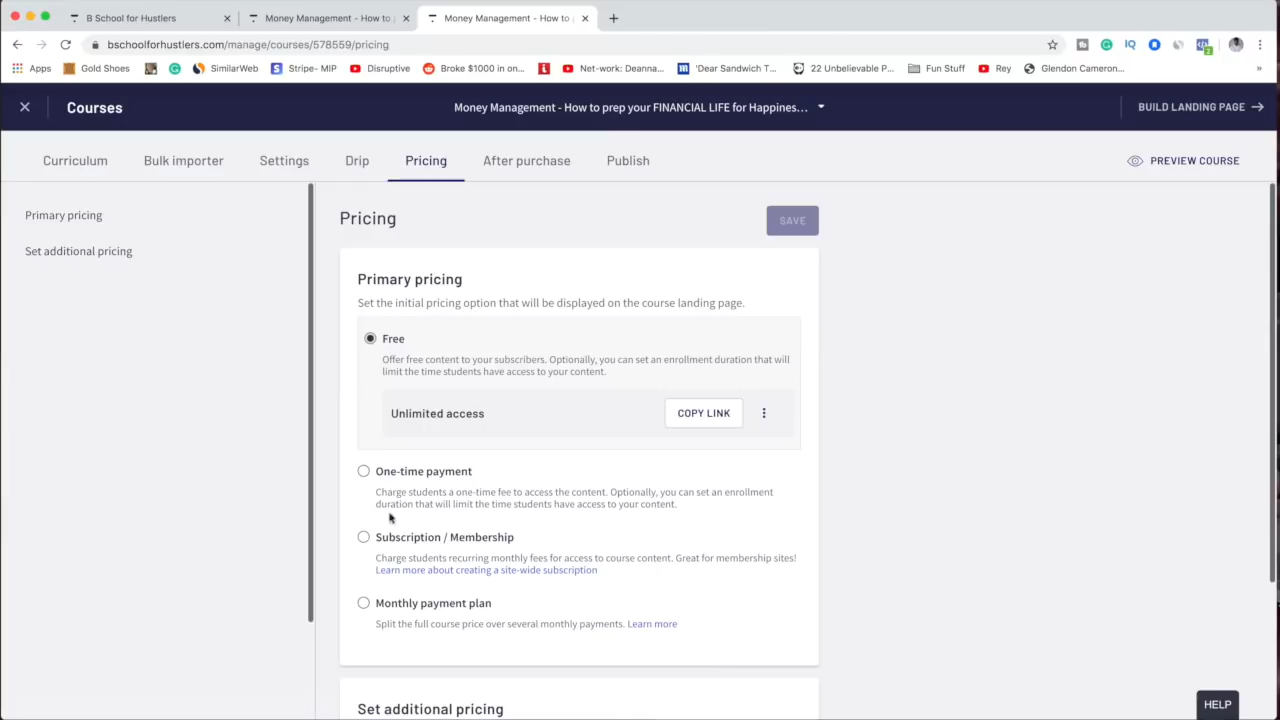 B School for Hustlers
Money Management - How to
Money Management - How to
bschoolforhustlers.com/manage/courses/578559/pricing
IQ
2
Apps
Gold Shoes
SimilarWeb
Stripe- MIP
Disruptive
Broke $1000 in on...
Net-work: Deanna...
'Dear Sandwich T...
22 Unbelievable P...
Fun Stuff
Rey
Glendon Cameron...
»
Courses
Money Management - How to prep your FINANCIAL LIFE for Happines...
BUILD LANDING PAGE
Curriculum
Bulk importer
Settings
Drip
Pricing
After purchase
Publish
PREVIEW COURSE
Primary pricing
Set additional pricing
Pricing
SAVE
Primary pricing
Set the initial pricing option that will be displayed on the course landing page.
Free
Offer free content to your subscribers. Optionally, you can set an enrollment duration that will
limit the time students have access to your content.
Unlimited access
COPY LINK
One-time payment
Charge students a one-time fee to access the content. Optionally, you can set an enrollment
duration that will limit the time students have access to your content.
Subscription / Membership
Charge students recurring monthly fees for access to course content. Great for membership sites!
Learn more about creating a site-wide subscription
Monthly payment plan
Split the full course price over several monthly payments. Learn more
Set additional pricing
HELP